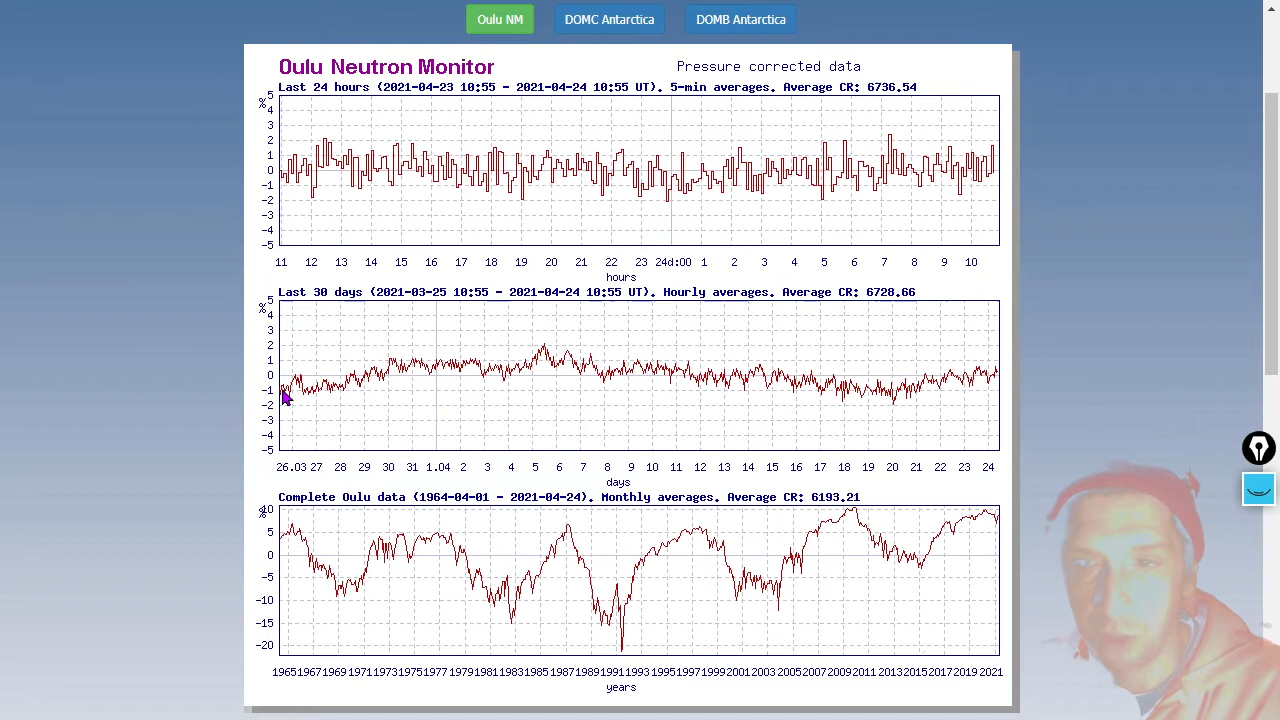 Oulu NM DOMC Antarctica DOMB Antarctica
Oulu Neutron Monitor Pressure corrected data
Last 24 hours (2021-04-23 10:55 - 2021-04-24 10:55 UT). 5-min averages. Average CR: 6736.54
%
5
4
3
2
1
0
-1
-2
-3
-4
-5
11 12 13 14 15 16 17 18 19 20 21 22 23 24d:00 1 2 3 4 5 6 7 8 9 10
hours
Last 30 days (2021-03-25 10:55 - 2021-04-24 10:55 UT). Hourly averages. Average CR: 6728.66
%
5
4
3
2
1
0
-1
-2
-3
-4
-5
26.03 27 28 29 30 31 1.04 2 3 4 5 6 7 8 9 10 11 12 13 14 15 16 17 18 19 20 21 22 23 24
days
Complete Oulu data (1964-04-01 - 2021-04-24). Monthly averages. Average CR: 6193.21
%
10
5
0
-5
-10
-15
-20
1965 1967 1969 1971 1973 1975 1977 1979 1981 1983 1985 1987 1989 1991 1993 1995 1997 1999 2001 2003 2005 2007 2009 2011 2013 2015 2017 2019 2021
years